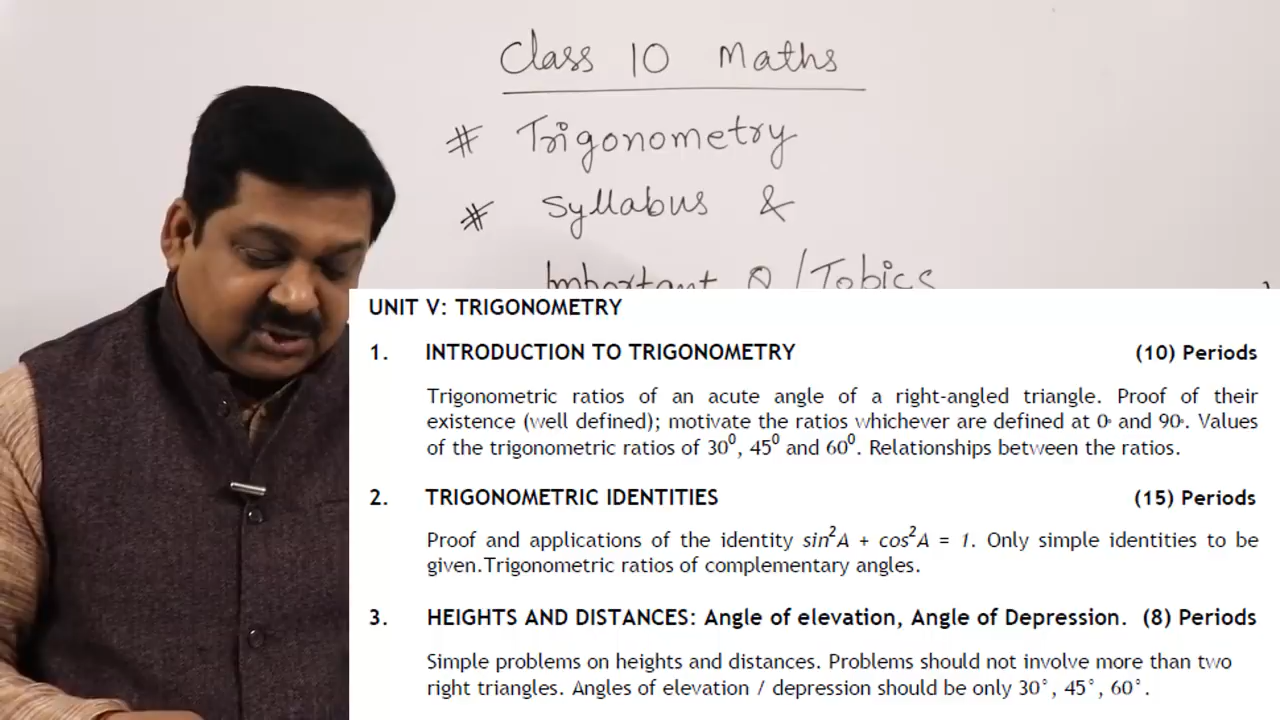 Class 10 Maths
# Trigonometry
# Syllabus &
Important Q/Topics
UNIT V: TRIGONOMETRY
1. INTRODUCTION TO TRIGONOMETRY (10) Periods
Trigonometric ratios of an acute angle of a right-angled triangle. Proof of their
existence (well defined); motivate the ratios whichever are defined at 0° and 90°. Values
of the trigonometric ratios of 30⁰, 45⁰ and 60⁰. Relationships between the ratios.
2. TRIGONOMETRIC IDENTITIES (15) Periods
Proof and applications of the identity sin²A + cos²A = 1. Only simple identities to be
given.Trigonometric ratios of complementary angles.
3. HEIGHTS AND DISTANCES: Angle of elevation, Angle of Depression. (8) Periods
Simple problems on heights and distances. Problems should not involve more than two
right triangles. Angles of elevation / depression should be only 30°, 45°, 60°.